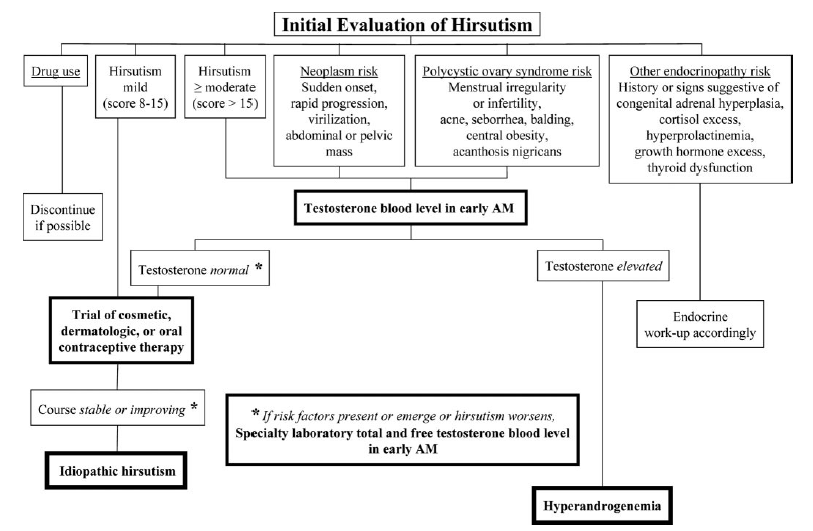 Initial Evaluation of Hirsutism
Drug use
Hirsutism
mild
(score 8-15)
Hirsutism
≥ moderate
(score > 15)
Neoplasm risk
Sudden onset,
rapid progression,
virilization,
abdominal or pelvic
mass
Polycystic ovary syndrome risk
Menstrual irregularity
or infertility,
acne, seborrhea, balding,
central obesity,
acanthosis nigricans
Other endocrinopathy risk
History or signs suggestive of
congenital adrenal hyperplasia,
cortisol excess,
hyperprolactinemia,
growth hormone excess,
thyroid dysfunction
Discontinue
if possible
Testosterone blood level in early AM
Testosterone normal *
Testosterone elevated
Trial of cosmetic,
dermatologic, or oral
contraceptive therapy
Endocrine
work-up accordingly
Course stable or improving *
* If risk factors present or emerge or hirsutism worsens,
Specialty laboratory total and free testosterone blood level
in early AM
Idiopathic hirsutism
Hyperandrogenemia